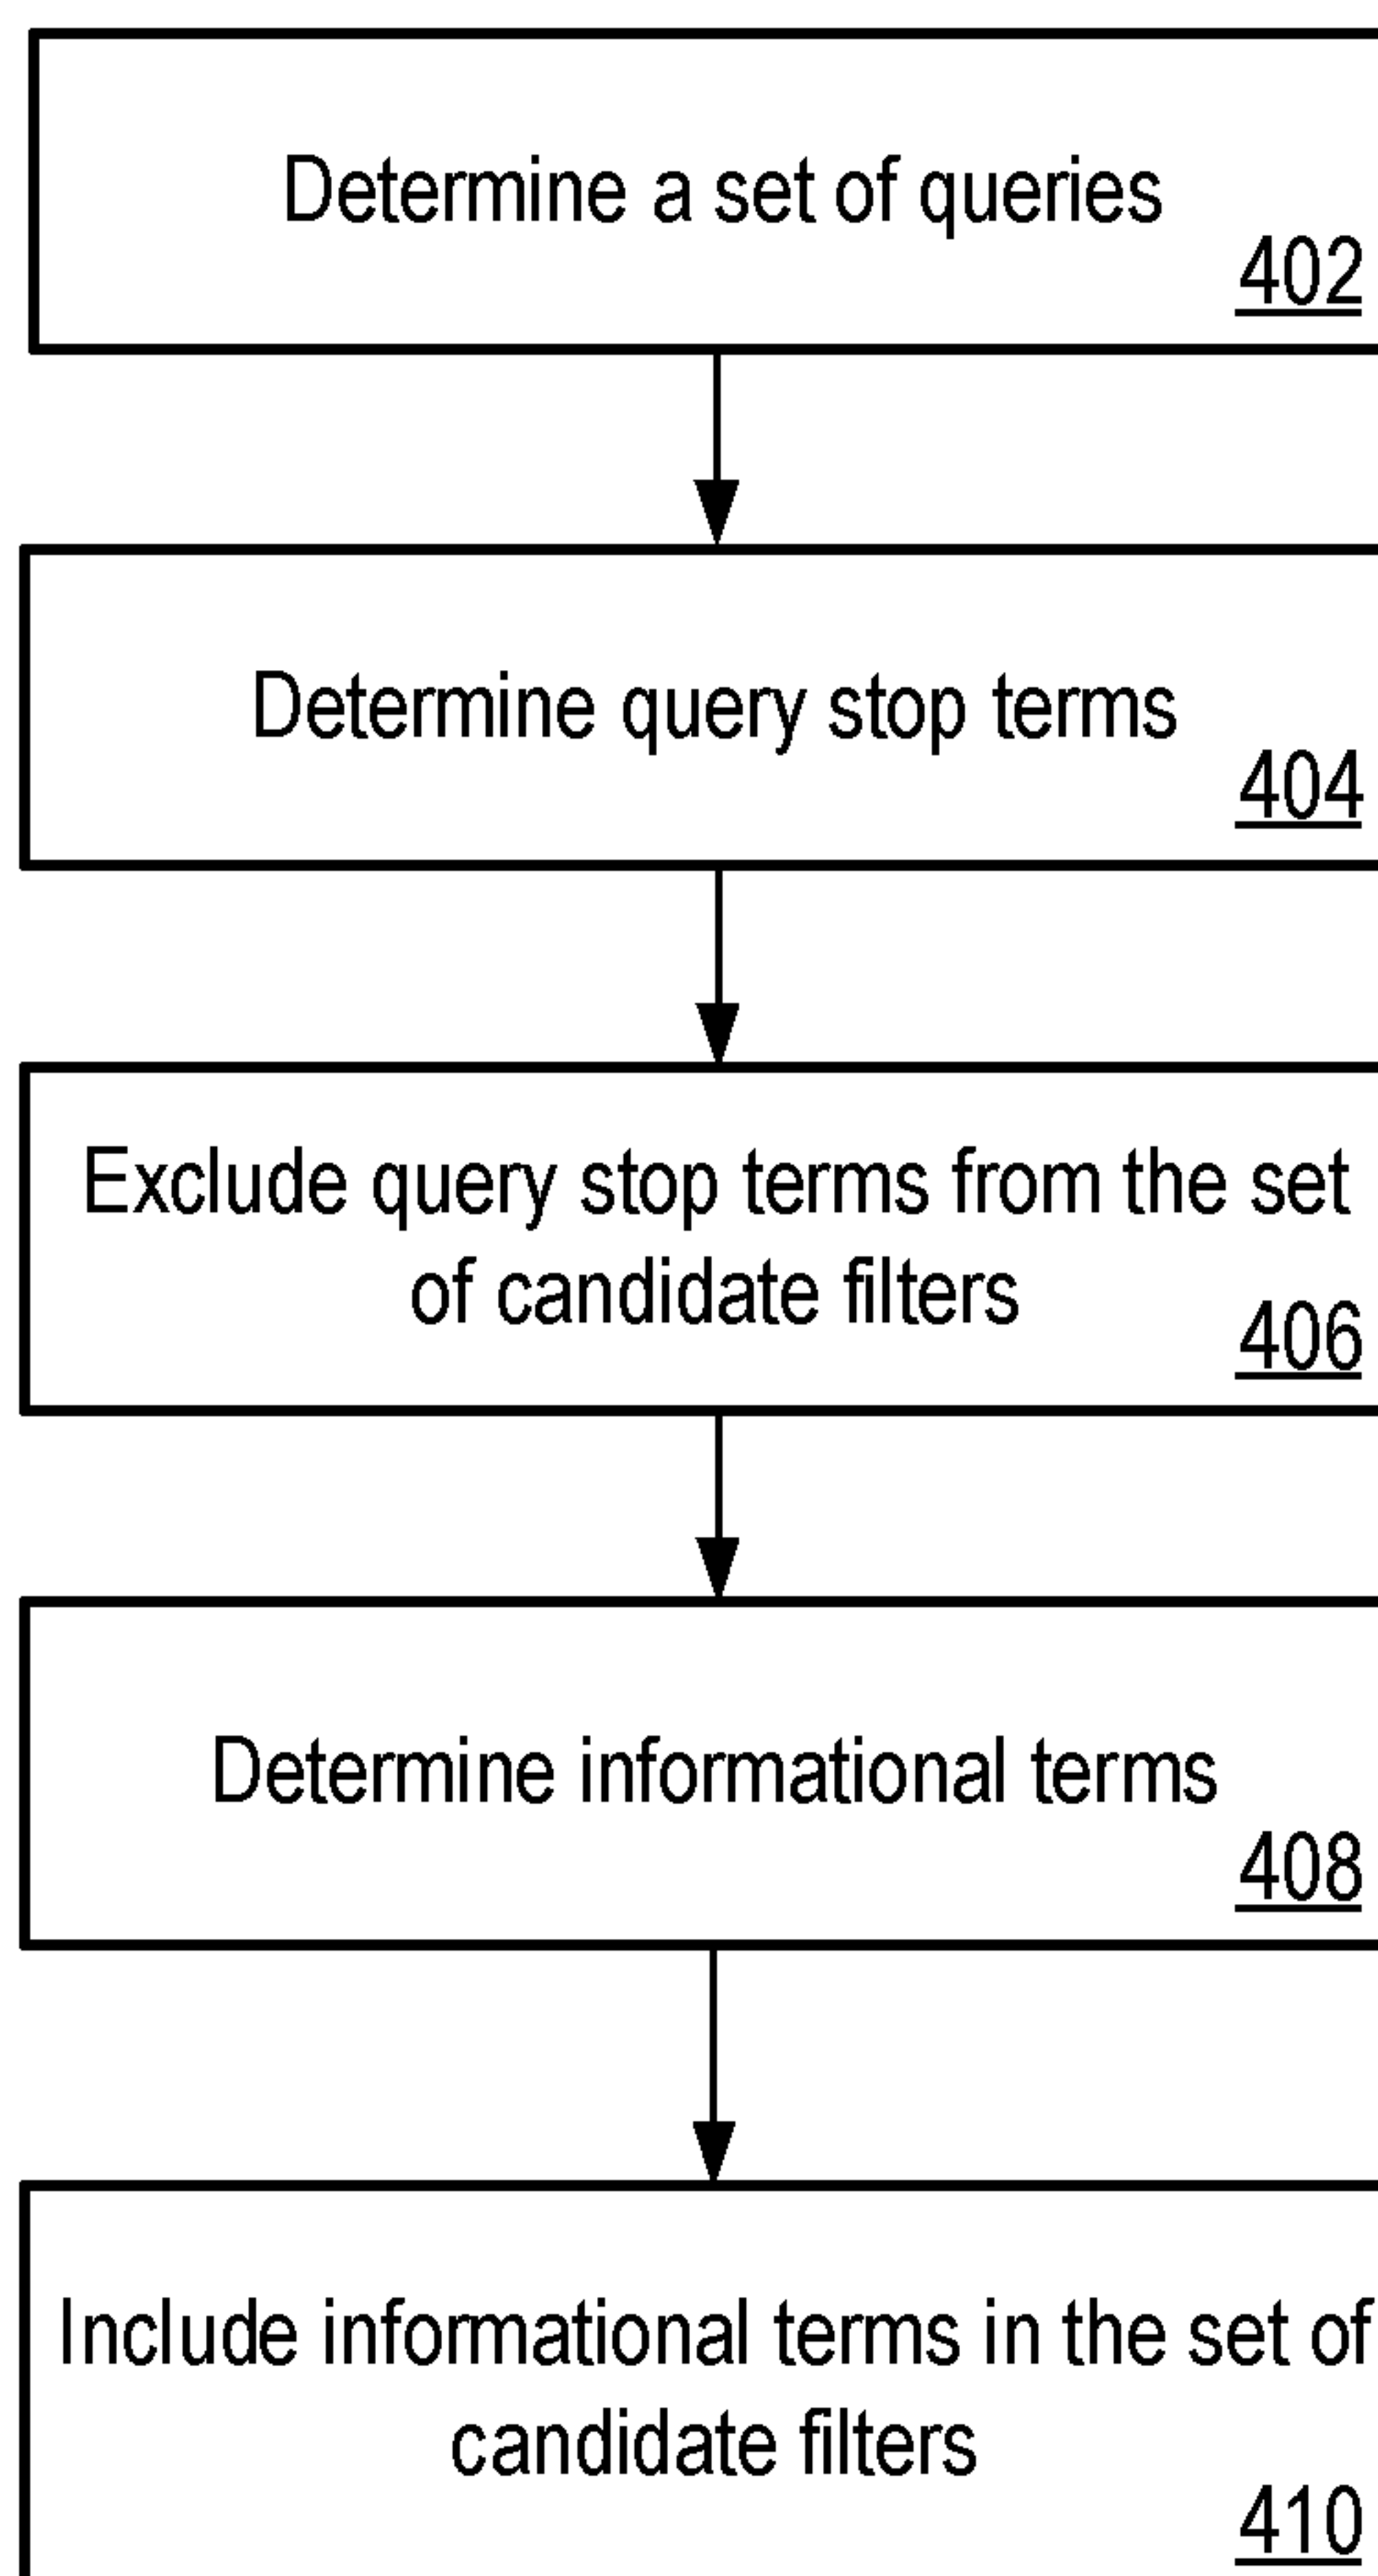 Determine a set of queries
402
Determine query stop terms
404
Exclude query stop terms from the set
of candidate filters
406
Determine informational terms
408
Include informational terms in the set of
candidate filters
410